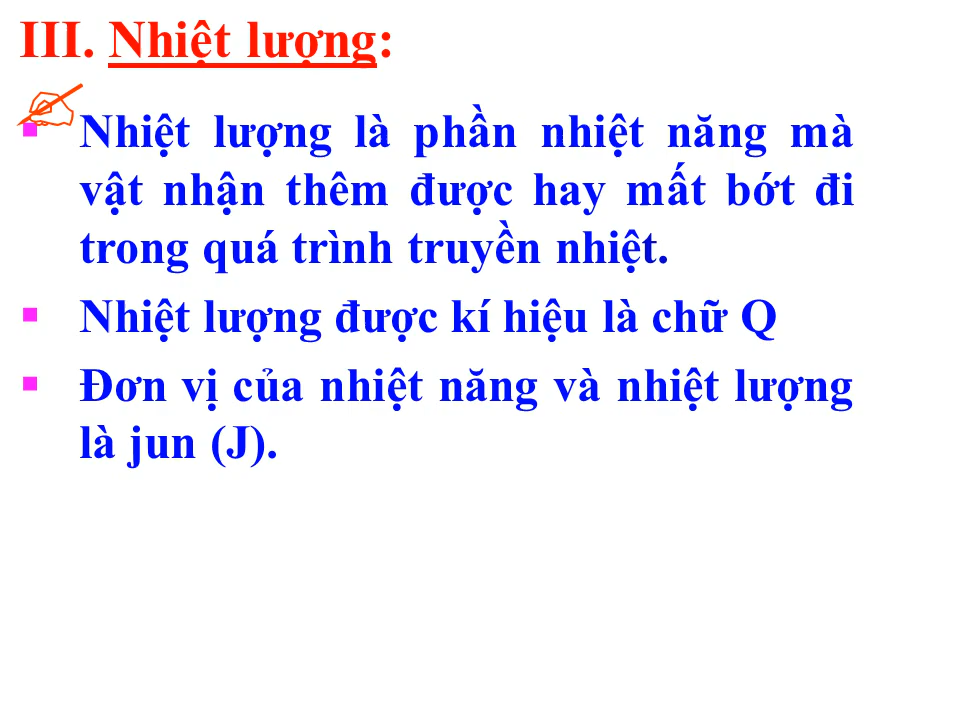 III. Nhiệt lượng:
Nhiệt lượng là phần nhiệt năng mà
vật nhận thêm được hay mất bớt đi
trong quá trình truyền nhiệt.
Nhiệt lượng được kí hiệu là chữ Q
Đơn vị của nhiệt năng và nhiệt lượng
là jun (J).